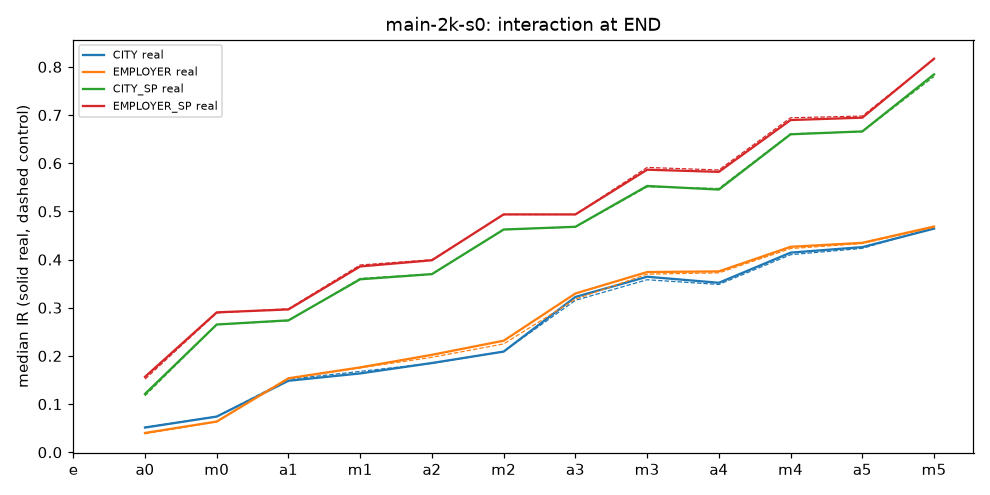 main-2k-s0: interaction at END
median IR (solid real, dashed control)
CITY real
EMPLOYER real
CITY_SP real
EMPLOYER_SP real
0.8
0.7
0.6
0.5
0.4
0.3
0.2
0.1
0.0
e a0 m0 a1 m1 a2 m2 a3 m3 a4 m4 a5 m5